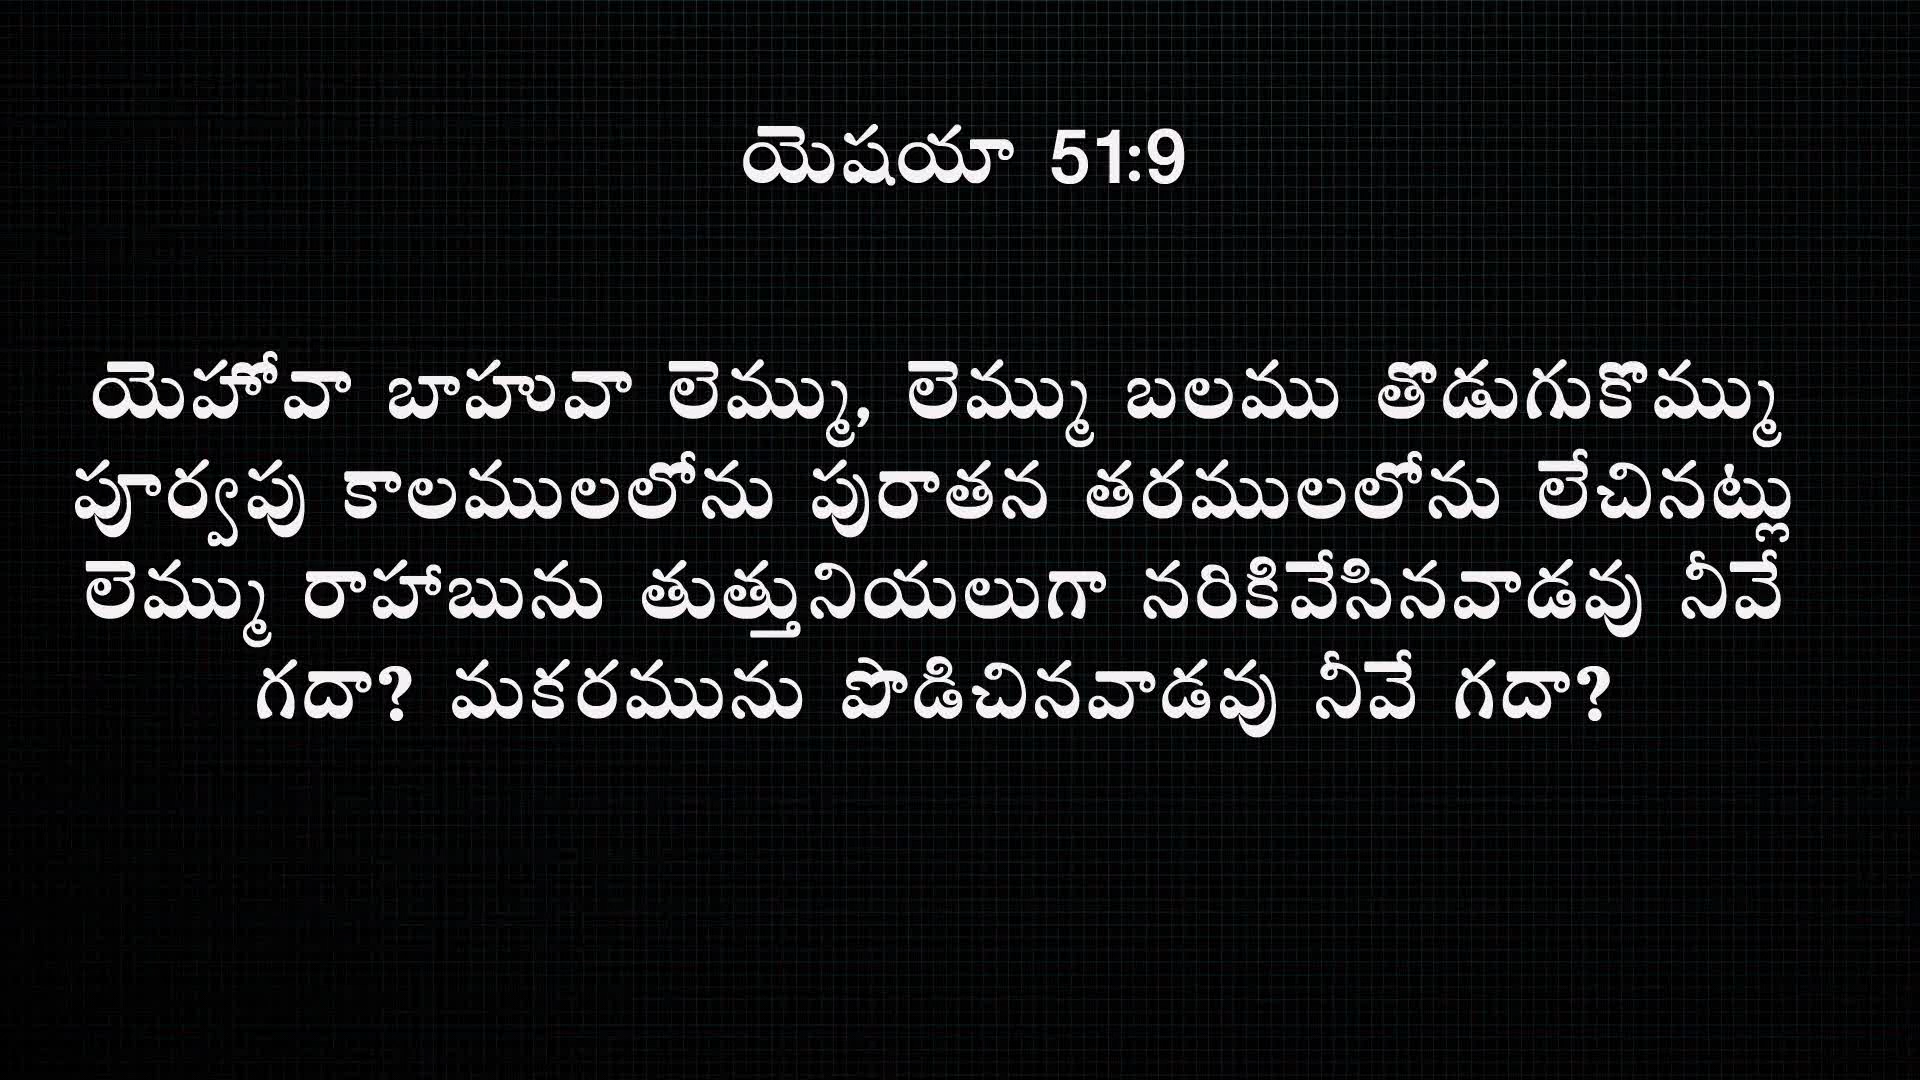 యెషయా 51:9
యెహోవా బాహువా లెమ్ము, లెమ్ము బలము తొడుగుకొమ్ము
పూర్వపు కాలములలోను పురాతన తరములలోను లేచినట్లు
లెమ్ము రాహాబును తుత్తునియలుగా నరికివేసినవాడవు నీవే
గదా? మకరమును పొడిచినవాడవు నీవే గదా?